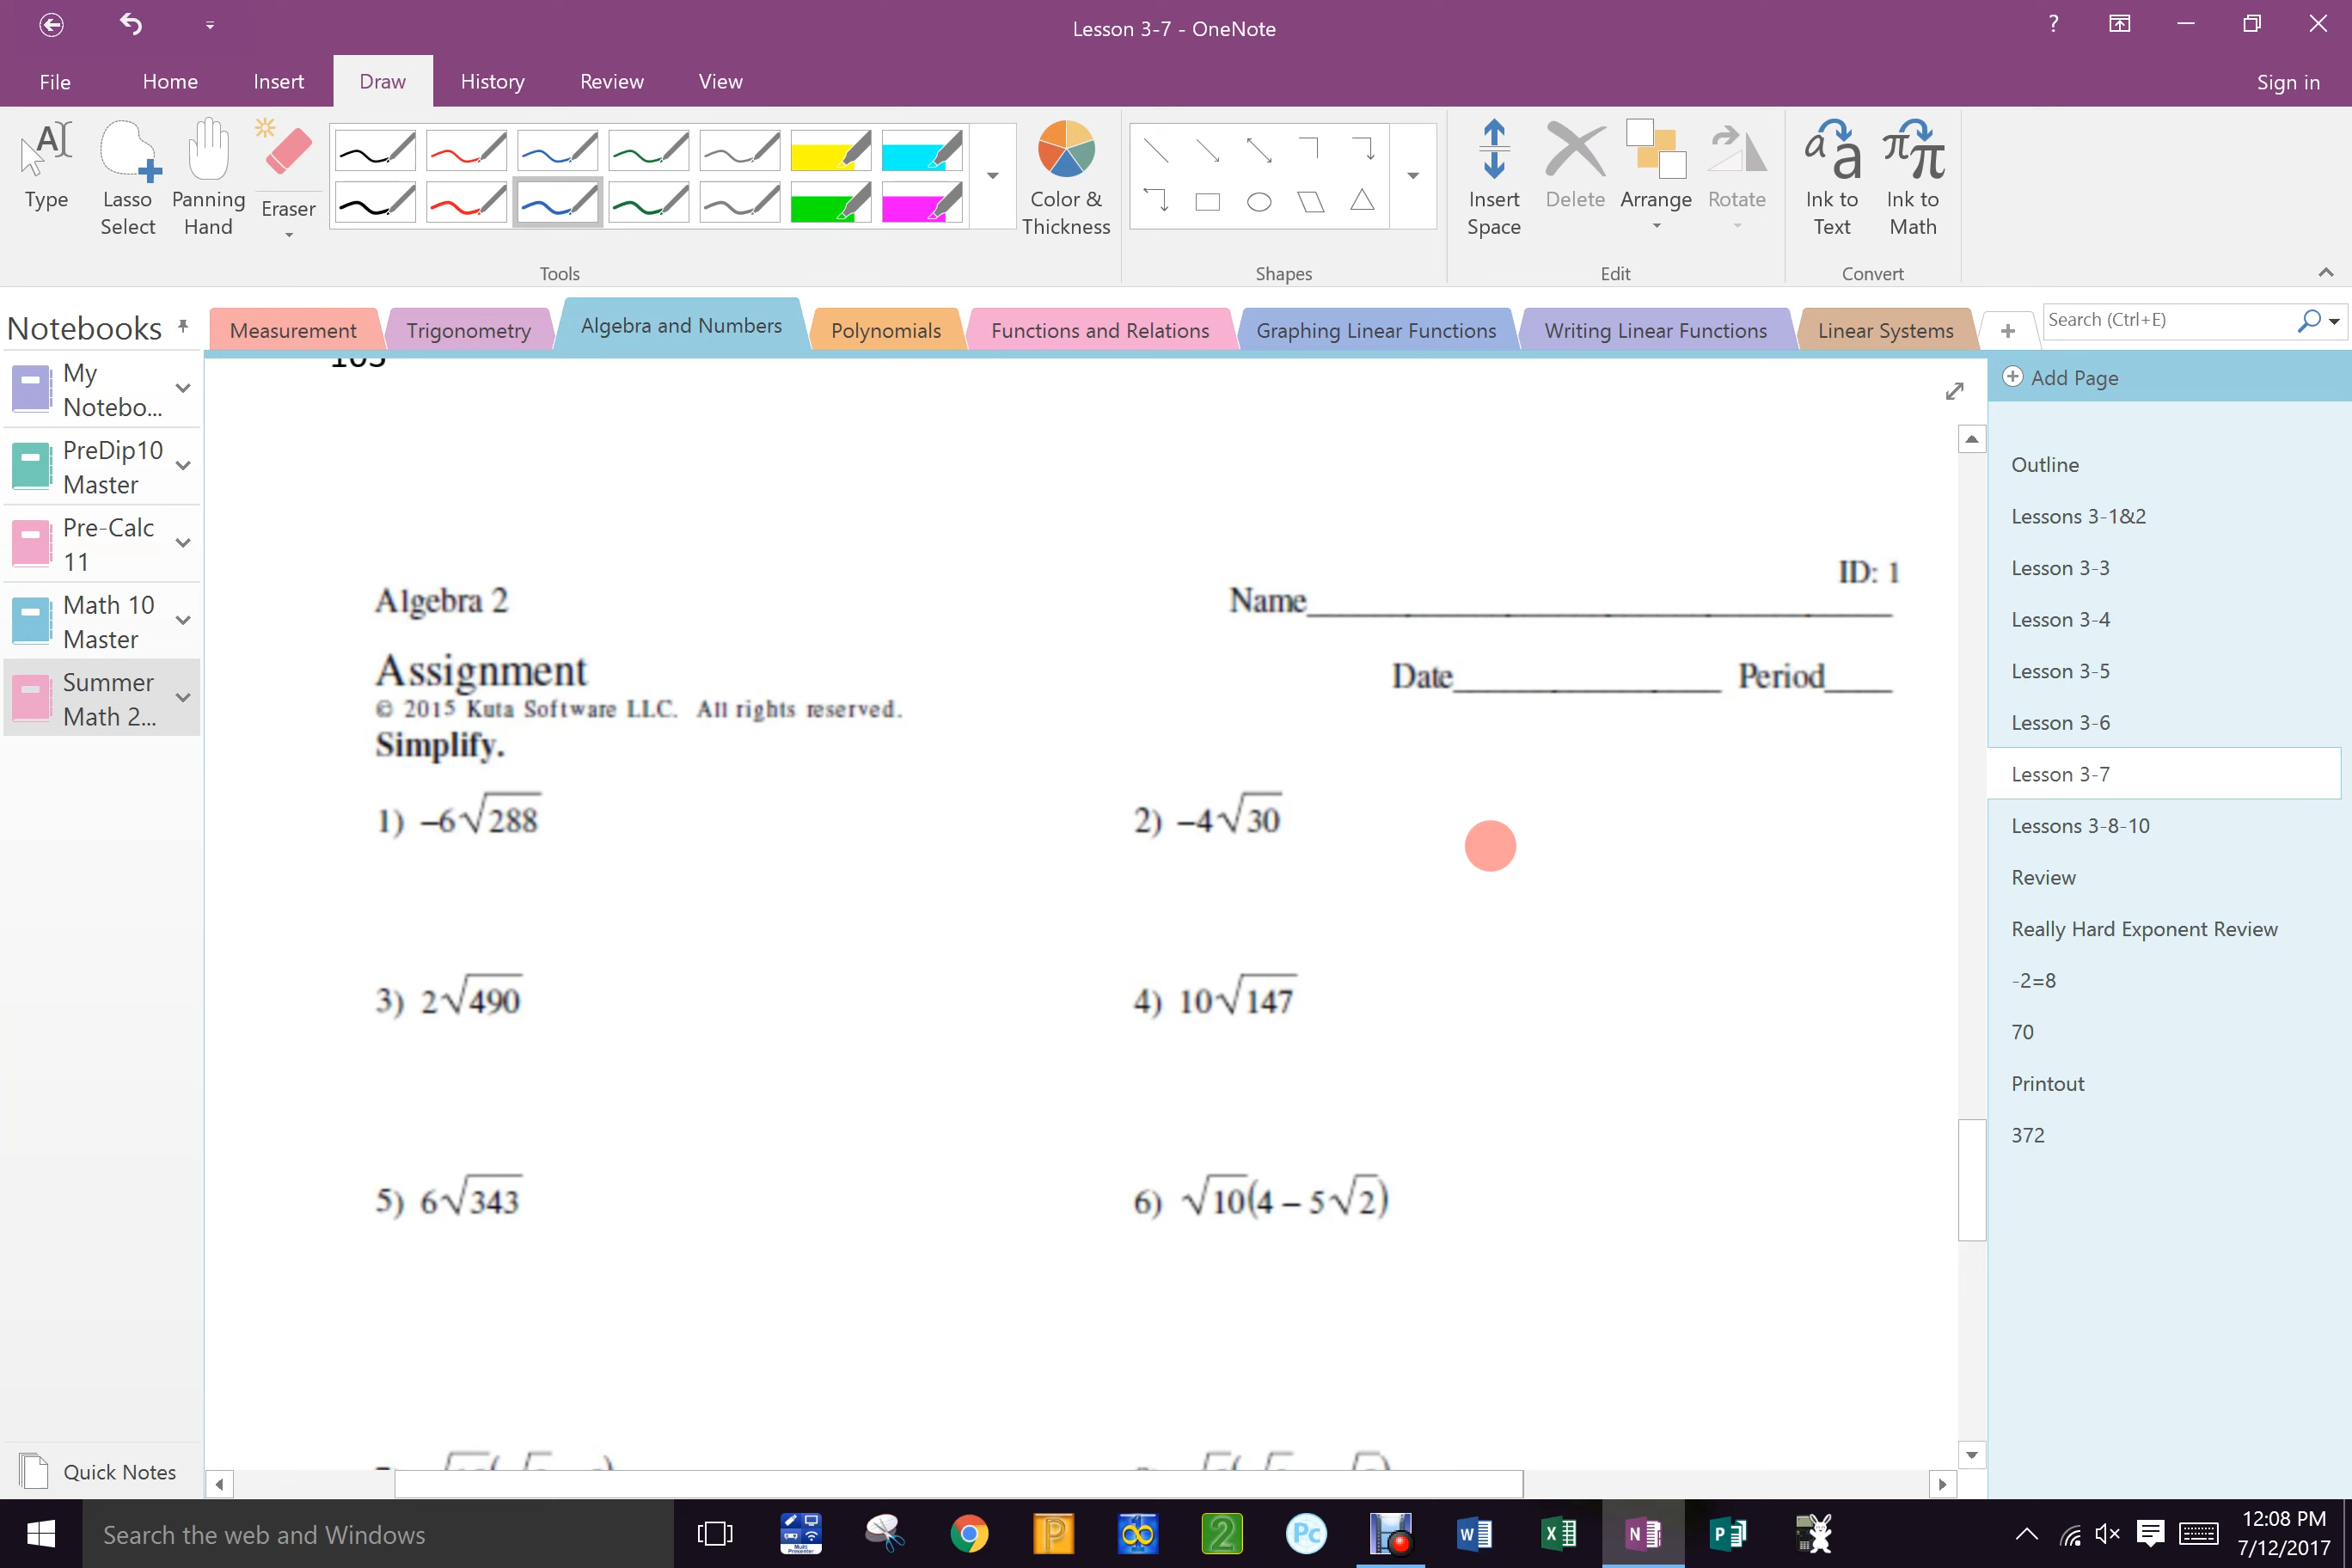 Lesson 3-7 - OneNote
?
File Home Insert Draw History Review View
Sign in
Type
Lasso Select
Panning Hand
Eraser
Color & Thickness
Insert Space
Delete
Arrange
Rotate
Ink to Text
Ink to Math
Tools
Shapes
Edit
Convert
Notebooks
Measurement
Trigonometry
Algebra and Numbers
Polynomials
Functions and Relations
Graphing Linear Functions
Writing Linear Functions
Linear Systems
+
Search (Ctrl+E)
My
Notebo...
PreDip10
Master
Pre-Calc
11
Math 10
Master
Summer
Math 2...
Quick Notes
ID: 1
Algebra 2
Name
Assignment
Date Period
© 2015 Kuta Software LLC. All rights reserved.
Simplify.
1) –6√288
2) –4√30
3) 2√490
4) 10√147
5) 6√343
6) √10(4 – 5√2)
Add Page
Outline
Lessons 3-1&2
Lesson 3-3
Lesson 3-4
Lesson 3-5
Lesson 3-6
Lesson 3-7
Lessons 3-8-10
Review
Really Hard Exponent Review
-2=8
70
Printout
372
Search the web and Windows
12:08 PM
7/12/2017